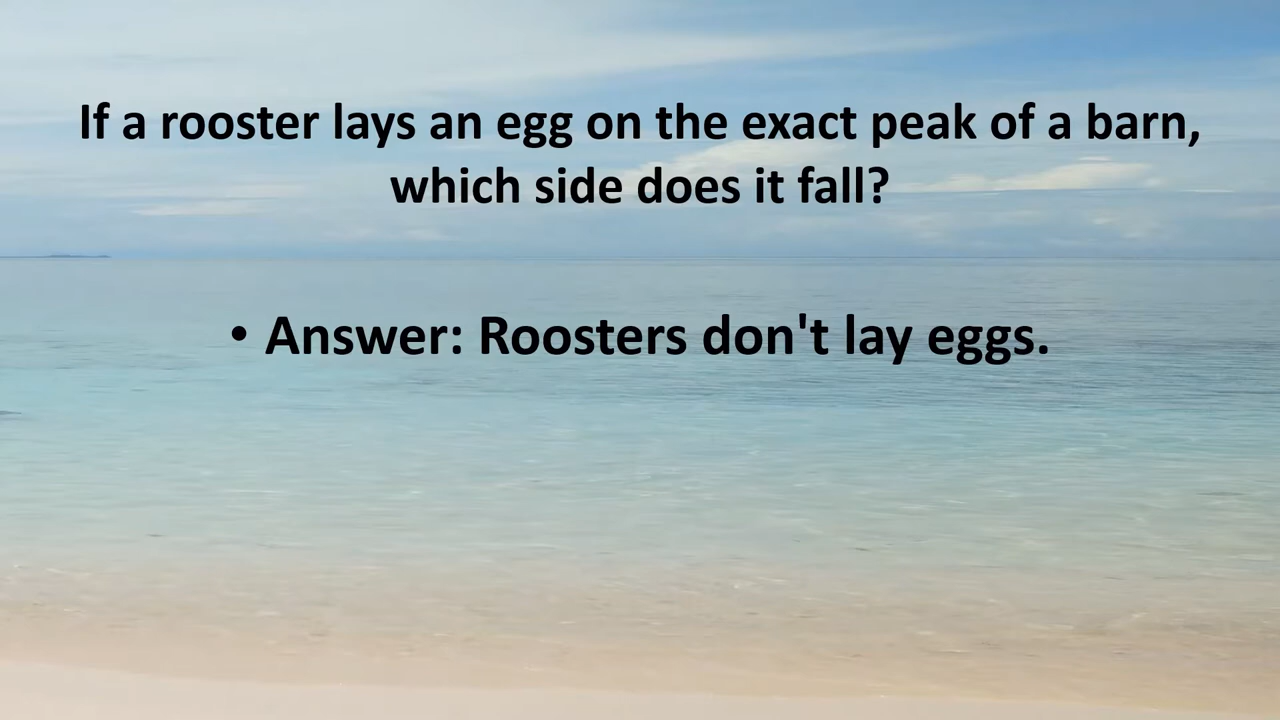 If a rooster lays an egg on the exact peak of a barn,
which side does it fall?
• Answer: Roosters don't lay eggs.